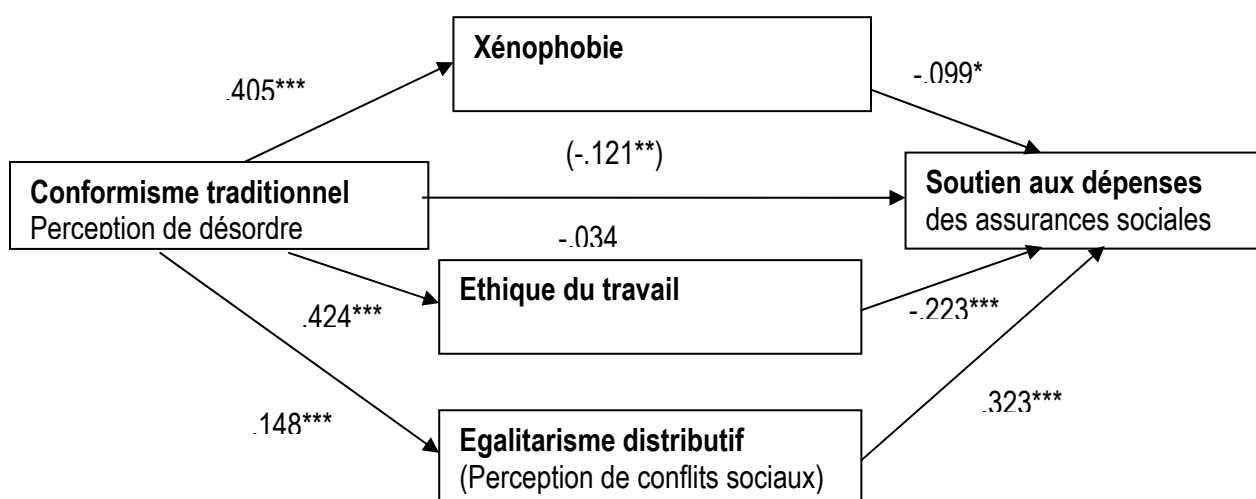 Xénophobie
.405***
-.099*
(-.121**)
Conformisme traditionnel
Perception de désordre
Soutien aux dépenses
des assurances sociales
-.034
Ethique du travail
.424***
-.223***
.148***
.323***
Egalitarisme distributif
(Perception de conflits sociaux)